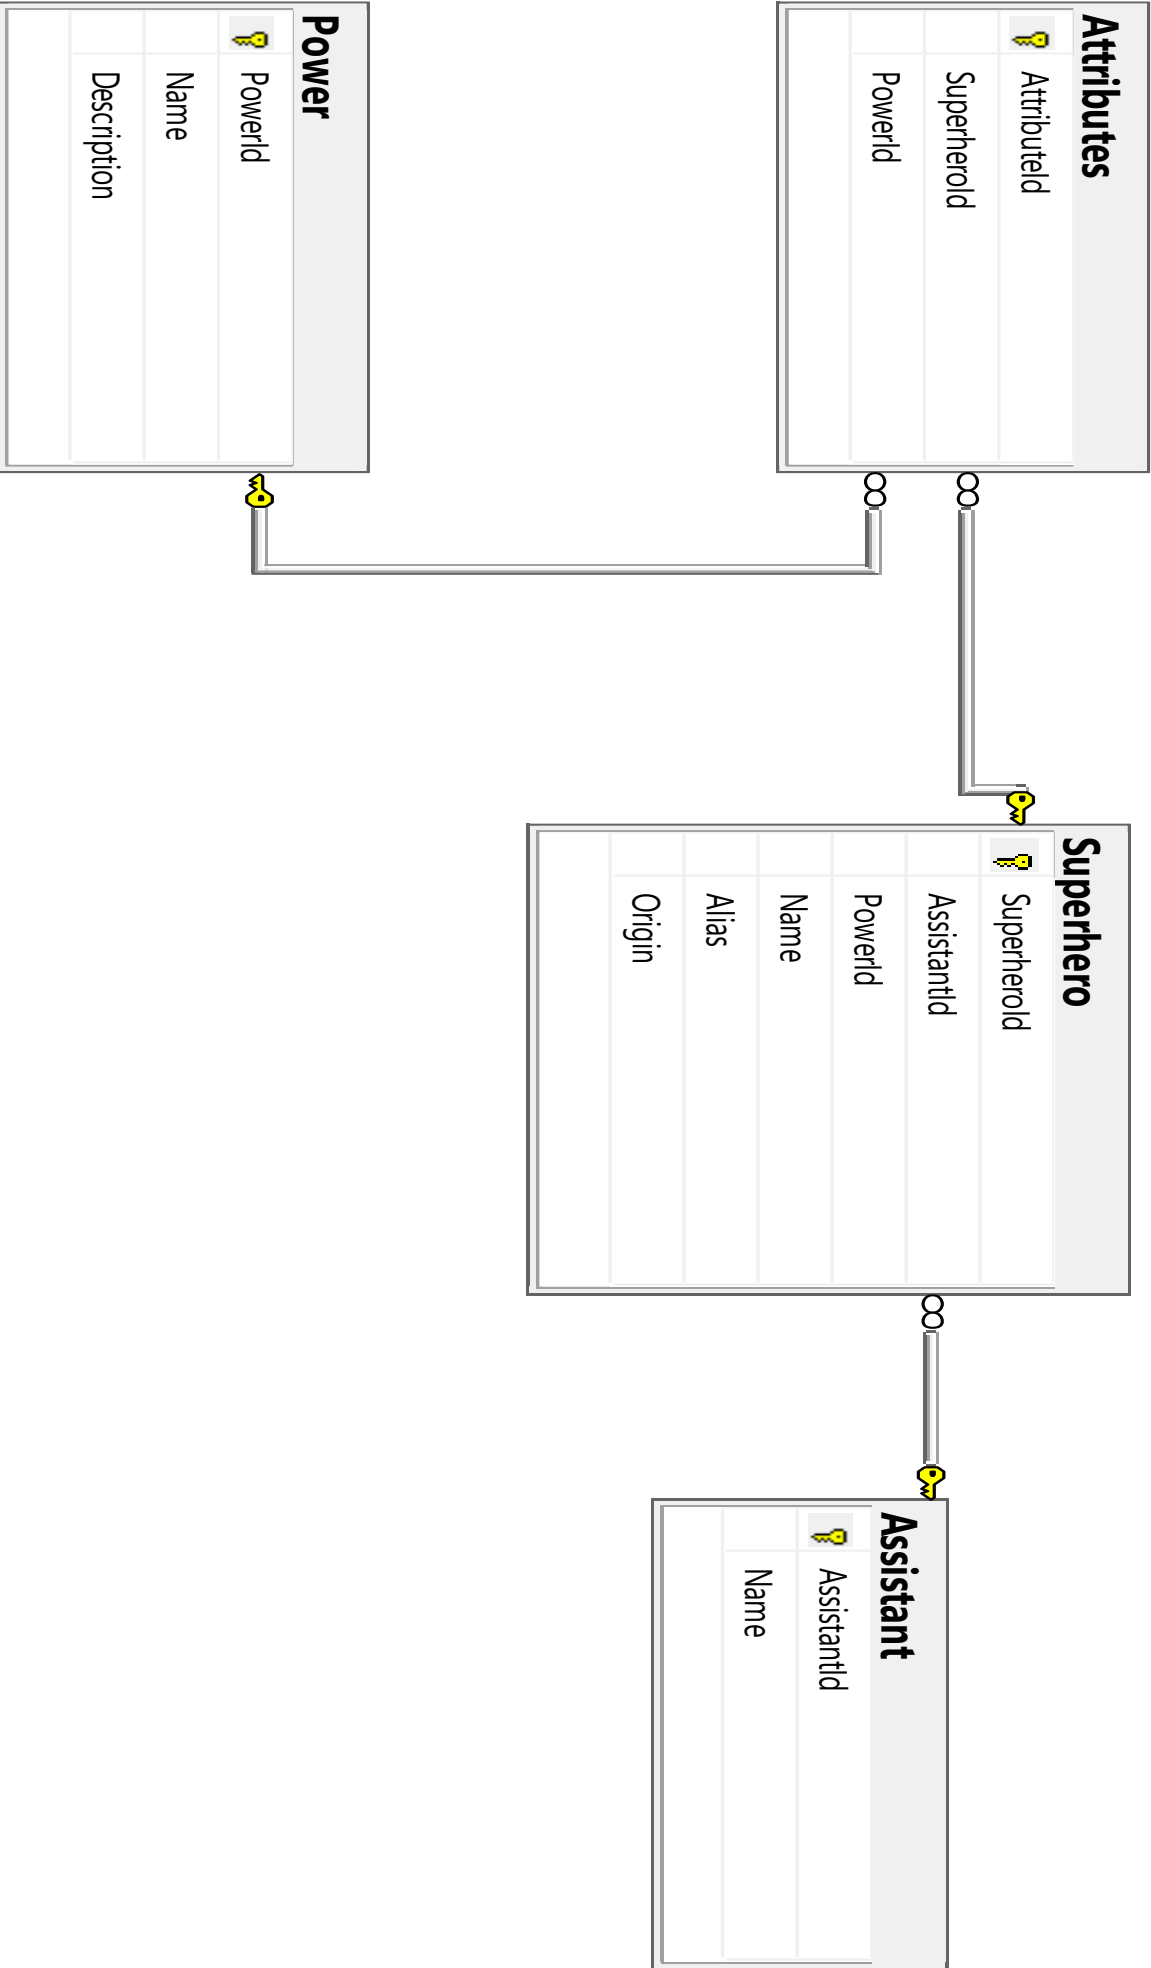 Attributes
AttributeId
SuperheroId
PowerId
Superhero
SuperheroId
AssistantId
PowerId
Name
Alias
Origin
Assistant
AssistantId
Name
Power
PowerId
Name
Description